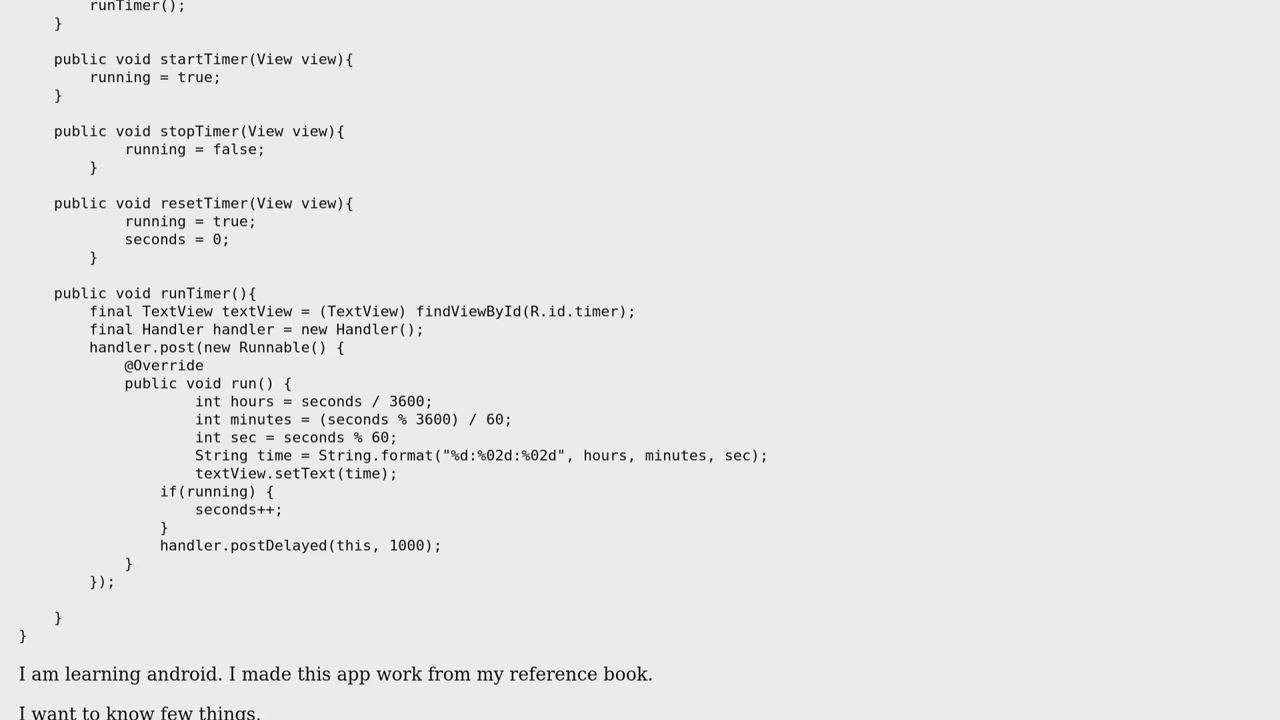 runTimer();
}
public void startTimer(View view){
running = true;
}
public void stopTimer(View view){
running = false;
}
public void resetTimer(View view){
running = true;
seconds = 0;
}
public void runTimer(){
final TextView textView = (TextView) findViewById(R.id.timer);
final Handler handler = new Handler();
handler.post(new Runnable() {
@Override
public void run() {
int hours = seconds / 3600;
int minutes = (seconds % 3600) / 60;
int sec = seconds % 60;
String time = String.format("%d:%02d:%02d", hours, minutes, sec);
textView.setText(time);
if(running) {
seconds++;
}
handler.postDelayed(this, 1000);
}
});
}
}
I am learning android. I made this app work from my reference book.
I want to know few things.